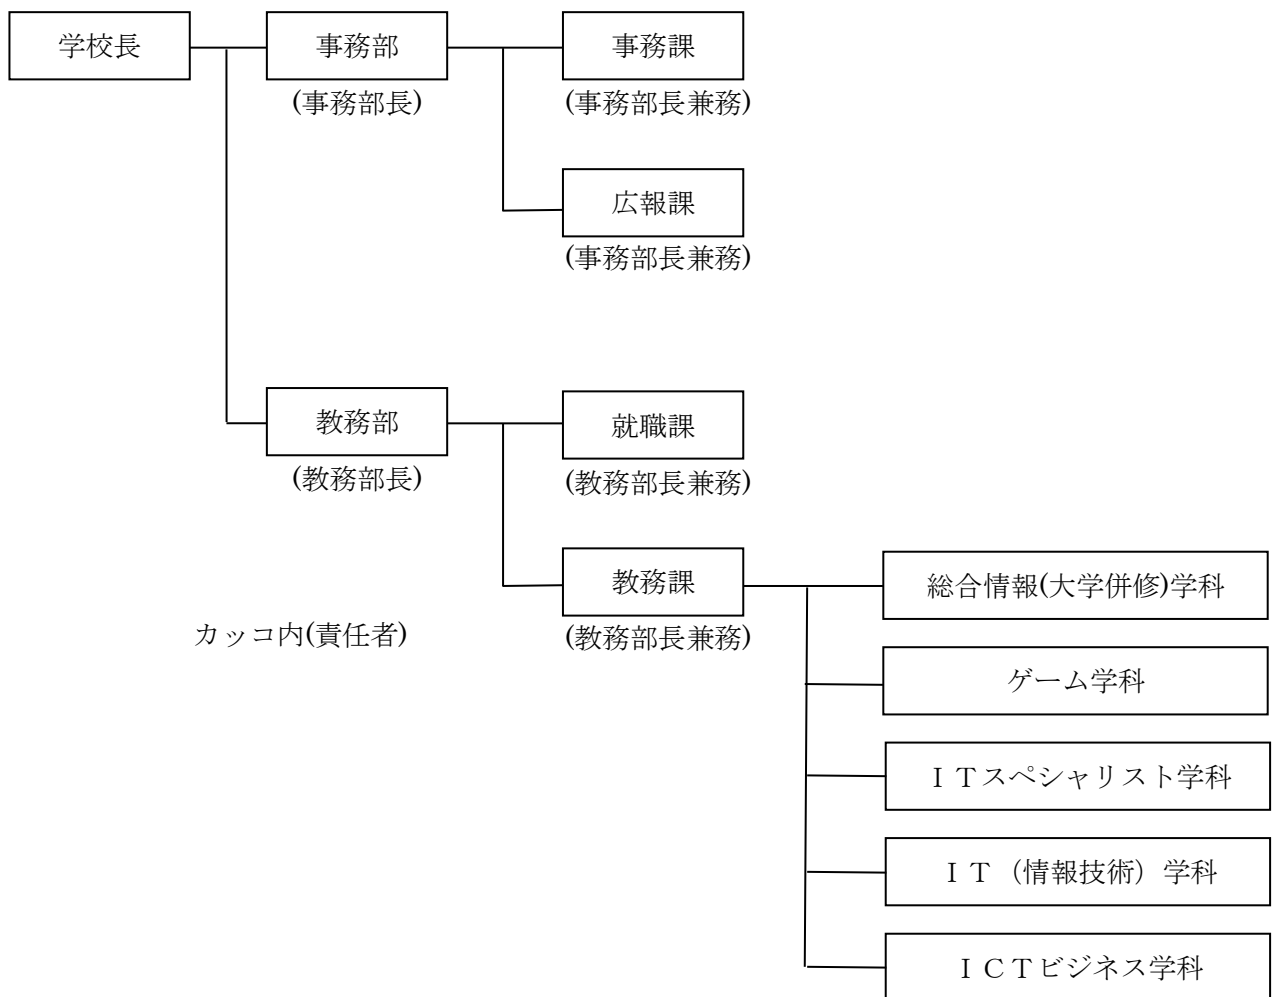 学校長
事務部
(事務部長)
事務課
(事務部長兼務)
広報課
(事務部長兼務)
教務部
(教務部長)
就職課
(教務部長兼務)
教務課
(教務部長兼務)
カッコ内(責任者)
総合情報(大学併修)学科
ゲーム学科
ＩＴスペシャリスト学科
ＩＴ（情報技術）学科
ＩＣＴビジネス学科